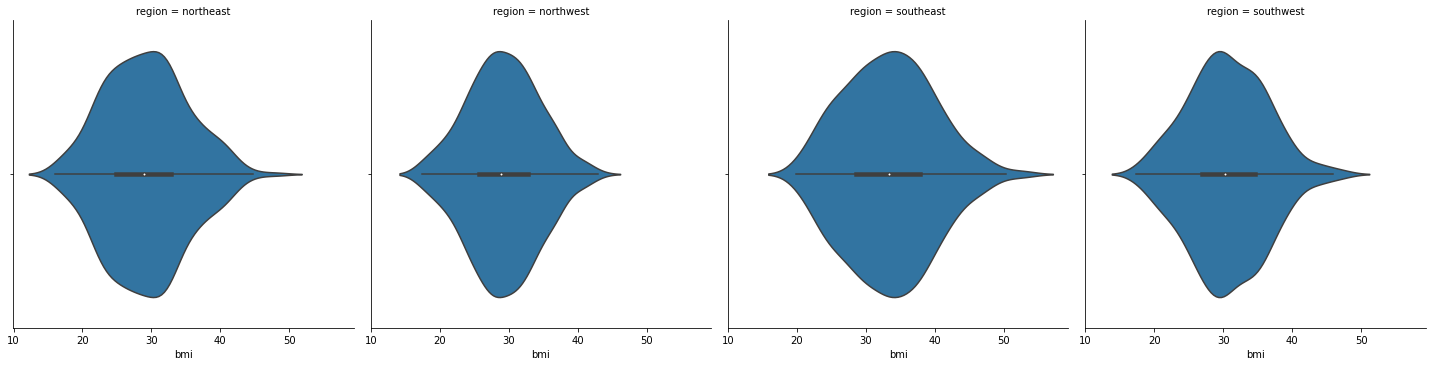 region = northeast
region = northwest
region = southeast
region = southwest
10 20 30 40 50
10 20 30 40 50
10 20 30 40 50
10 20 30 40 50
bmi
bmi
bmi
bmi